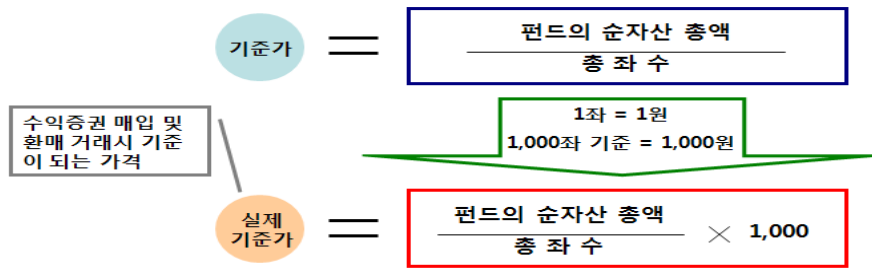 기준가
펀드의 순자산 총액
총 좌 수
수익증권 매입 및
환매 거래시 기준
이 되는 가격
1좌 = 1원
1,000좌 기준 = 1,000원
실제
기준가
펀드의 순자산 총액
총 좌 수
× 1,000